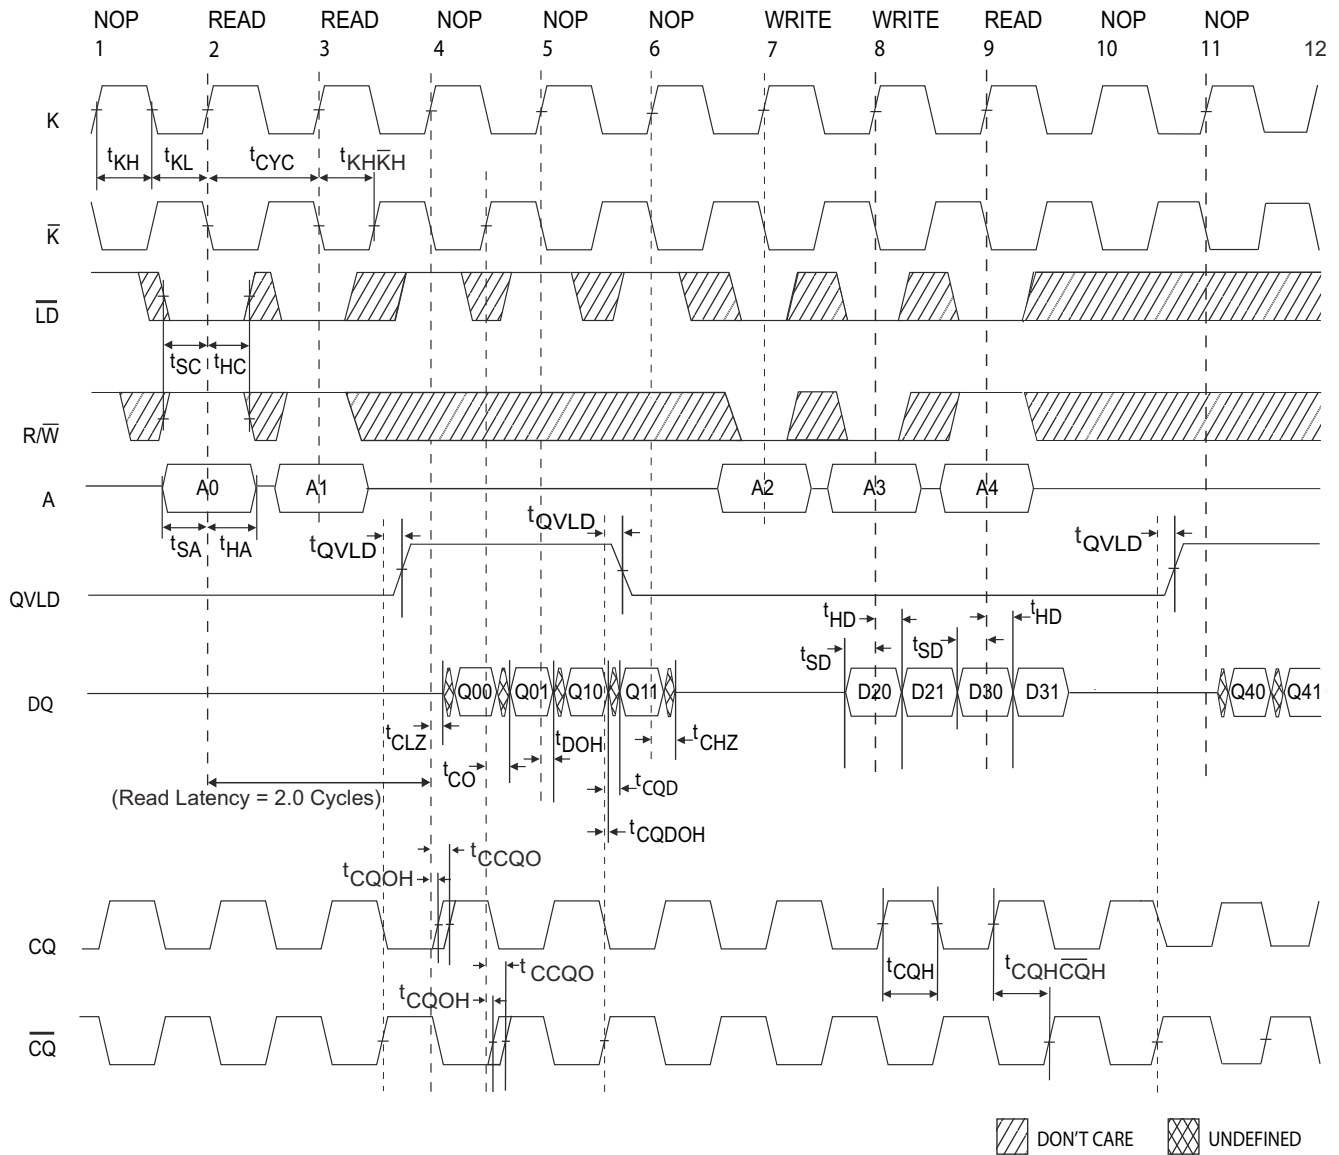 NOP READ READ NOP NOP NOP WRITE WRITE READ NOP NOP
1 2 3 4 5 6 7 8 9 10 11 12
K
tKH tKL tCYC tKHK̅H
K̅
L̅D̅
tSC tHC
R/W̅
A A0 A1 A2 A3 A4
tSA tHA tQVLD tQVLD tQVLD
QVLD
tHD tHD
tSD tSD
DQ Q00 Q01 Q10 Q11 D20 D21 D30 D31 Q40 Q41
tCLZ tDOH tCHZ
tCO tCQD
(Read Latency = 2.0 Cycles)
tCQDOH
tCCQO
tCQOH
CQ
tCQH tCQHC̅Q̅H
tCCQO
tCQOH
C̅Q̅
DON'T CARE UNDEFINED